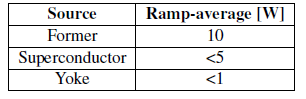 Source Ramp-average [W]
Former 10
Superconductor <5
Yoke <1